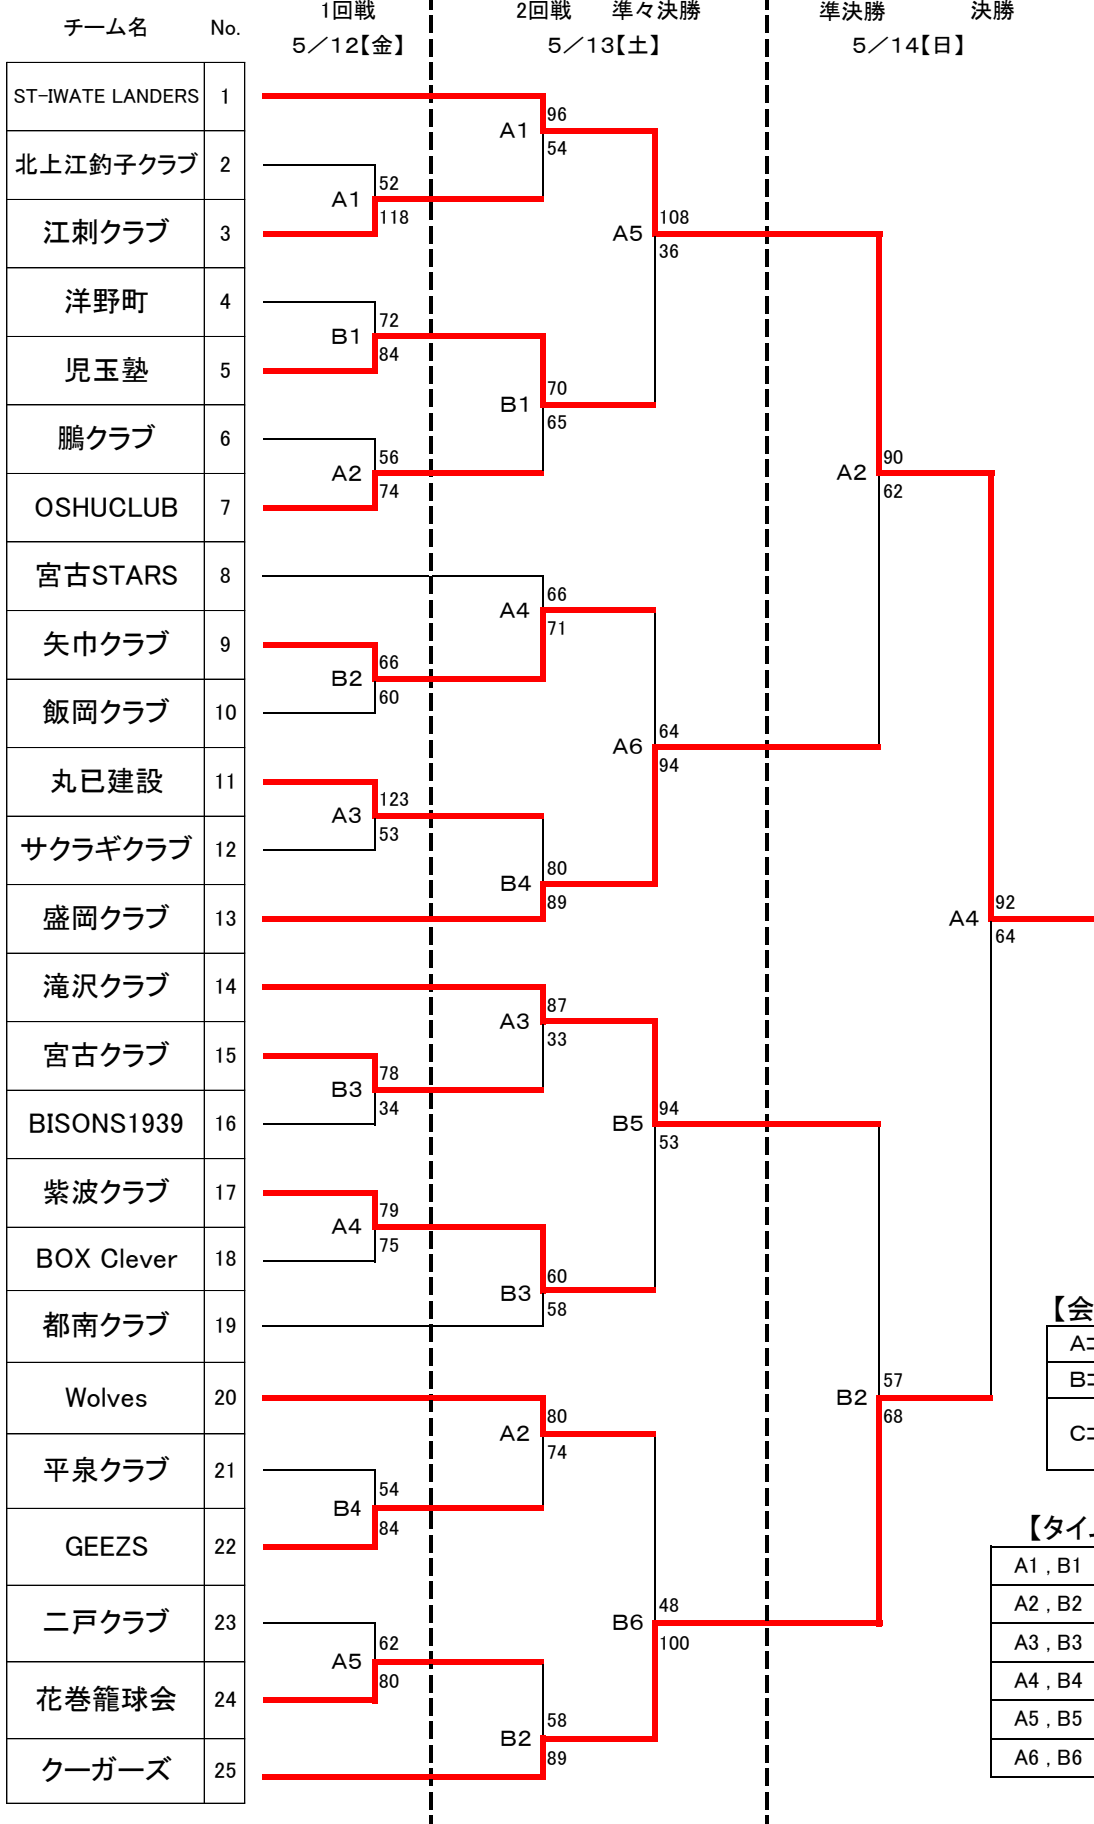 チーム名 No. 1回戦 2回戦 準々決勝 準決勝 決勝
5／12【金】 5／13【土】 5／14【日】
ST-IWATE LANDERS 1
96
A1
54
北上江釣子クラブ 2
52
A1
118
江刺クラブ 3
108
A5
36
洋野町 4
72
B1
84
児玉塾 5
70
B1
65
鵬クラブ 6
56
A2
74
90
A2
62
OSHUCLUB 7
宮古STARS 8
66
A4
71
矢巾クラブ 9
66
B2
60
飯岡クラブ 10
64
A6
94
丸已建設 11
123
A3
53
サクラギクラブ 12
80
B4
89
盛岡クラブ 13
92
A4
64
滝沢クラブ 14
87
A3
33
宮古クラブ 15
78
B3
34
BISONS1939 16
94
B5
53
紫波クラブ 17
79
A4
75
BOX Clever 18
60
B3
58
都南クラブ 19
Wolves 20
57
B2
68
80
A2
74
平泉クラブ 21
54
B4
84
GEEZS 22
二戸クラブ 23
48
B6
100
62
A5
80
花巻籠球会 24
58
B2
89
クーガーズ 25
【会
A
B
C
【タイ
A1 , B1
A2 , B2
A3 , B3
A4 , B4
A5 , B5
A6 , B6